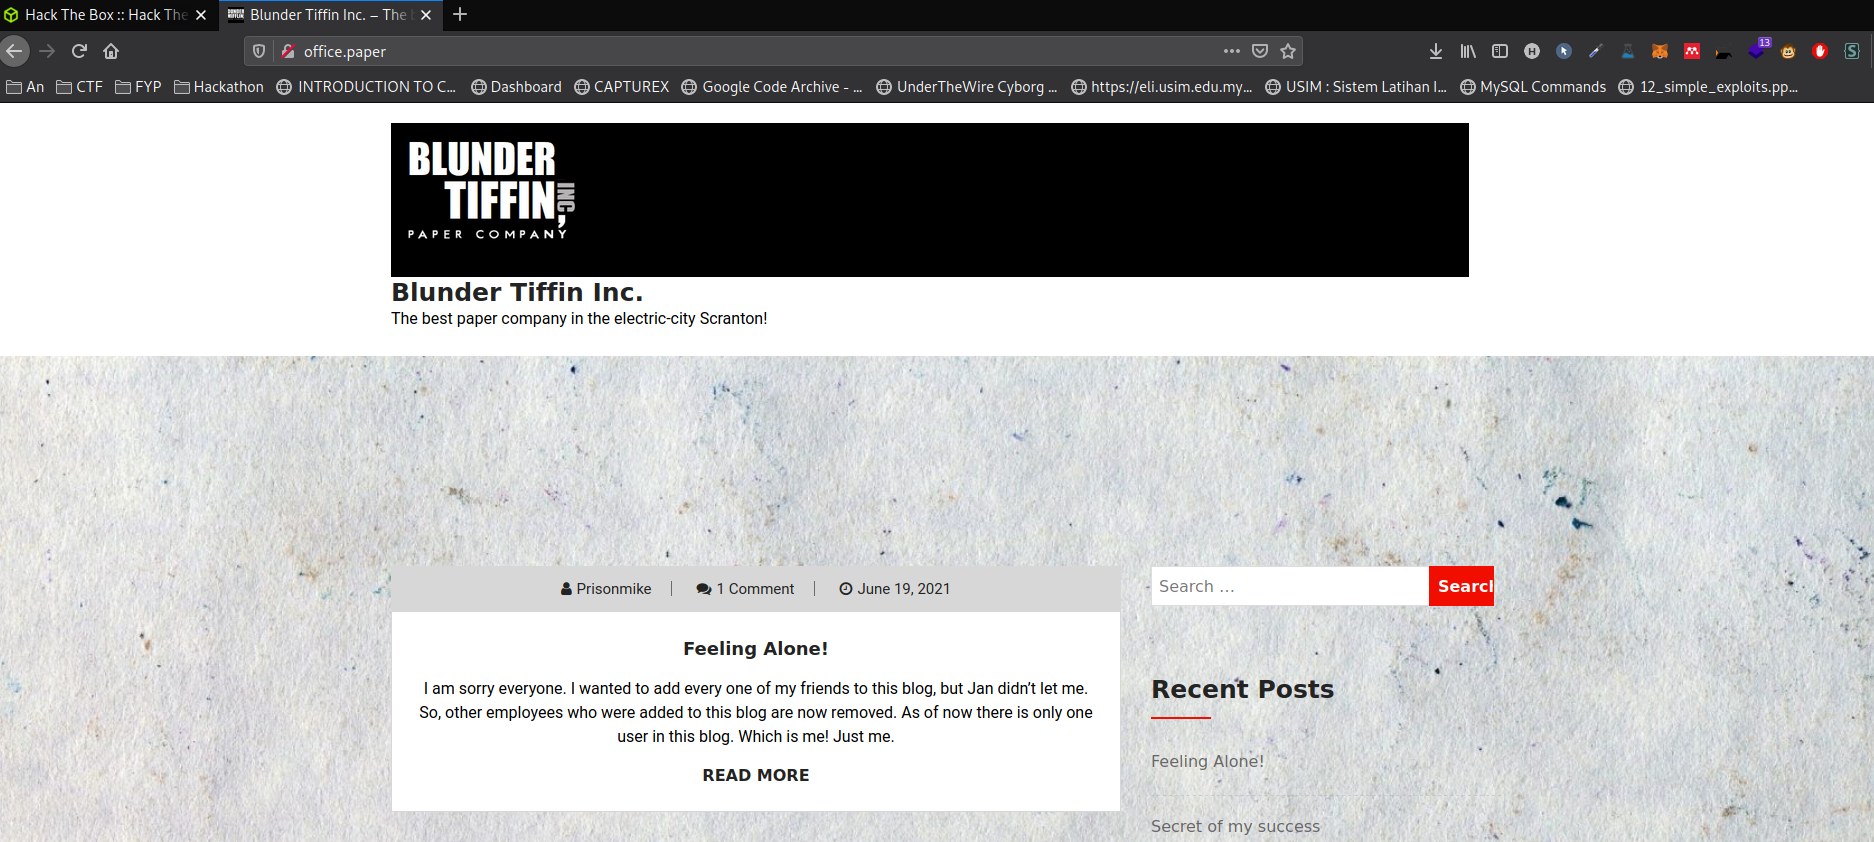 Hack The Box :: Hack The
Blunder Tiffin Inc. – The
office.paper
13
An CTF FYP Hackathon INTRODUCTION TO C... Dashboard CAPTUREX Google Code Archive - ... UnderTheWire Cyborg ... https://eli.usim.edu.my... USIM : Sistem Latihan I... MySQL Commands 12_simple_exploits.pp...
BLUNDER
TIFFIN, INC
PAPER COMPANY
Blunder Tiffin Inc.
The best paper company in the electric-city Scranton!
Prisonmike 1 Comment June 19, 2021
Feeling Alone!
I am sorry everyone. I wanted to add every one of my friends to this blog, but Jan didn’t let me.
So, other employees who were added to this blog are now removed. As of now there is only one
user in this blog. Which is me! Just me.
READ MORE
Search …
Search
Recent Posts
Feeling Alone!
Secret of my success